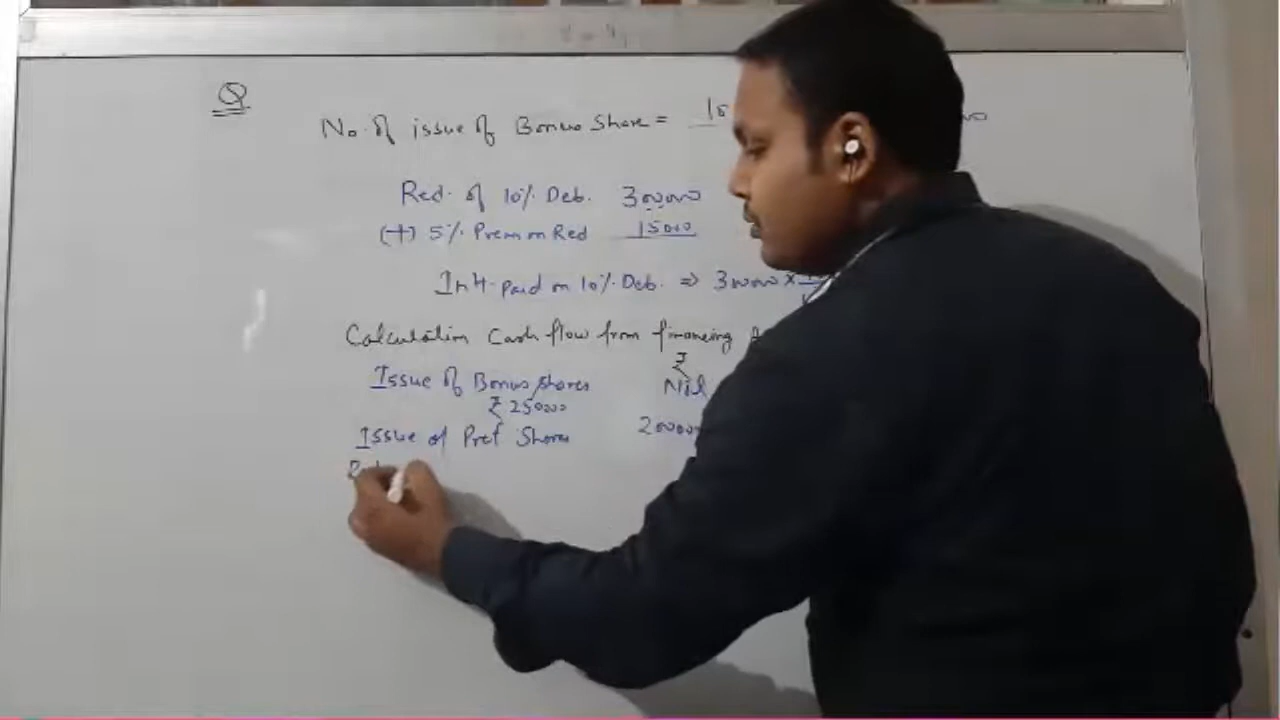 Q
No. of issue of Bonus Share = 10
Red. of 10% Deb. 300000
(+) 5% Prem on Red 15000
Int. paid on 10% Deb. ⇒ 300000 ×
Calculation Cash flow from financing A
₹
Issue of Bonus shares Nil
₹ 250000
Issue of Pref Shares 200000